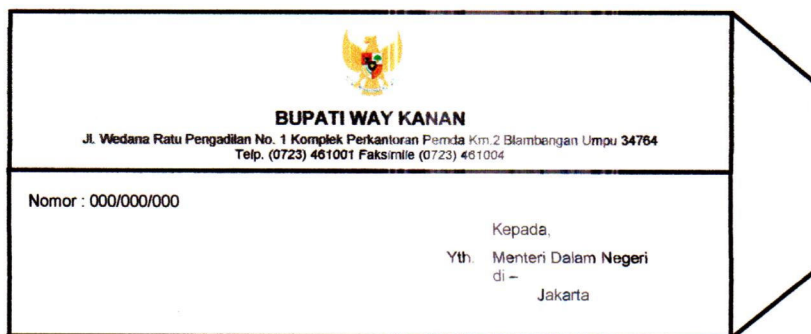 BUPATI WAY KANAN
Jl. Wedana Ratu Pengadilan No. 1 Komplek Perkantoran Pemda Km.2 Blambangan Umpu 34764
Telp. (0723) 461001 Faksimile (0723) 461004
Nomor : 000/000/000
Kepada,
Yth. Menteri Dalam Negeri
di –
Jakarta